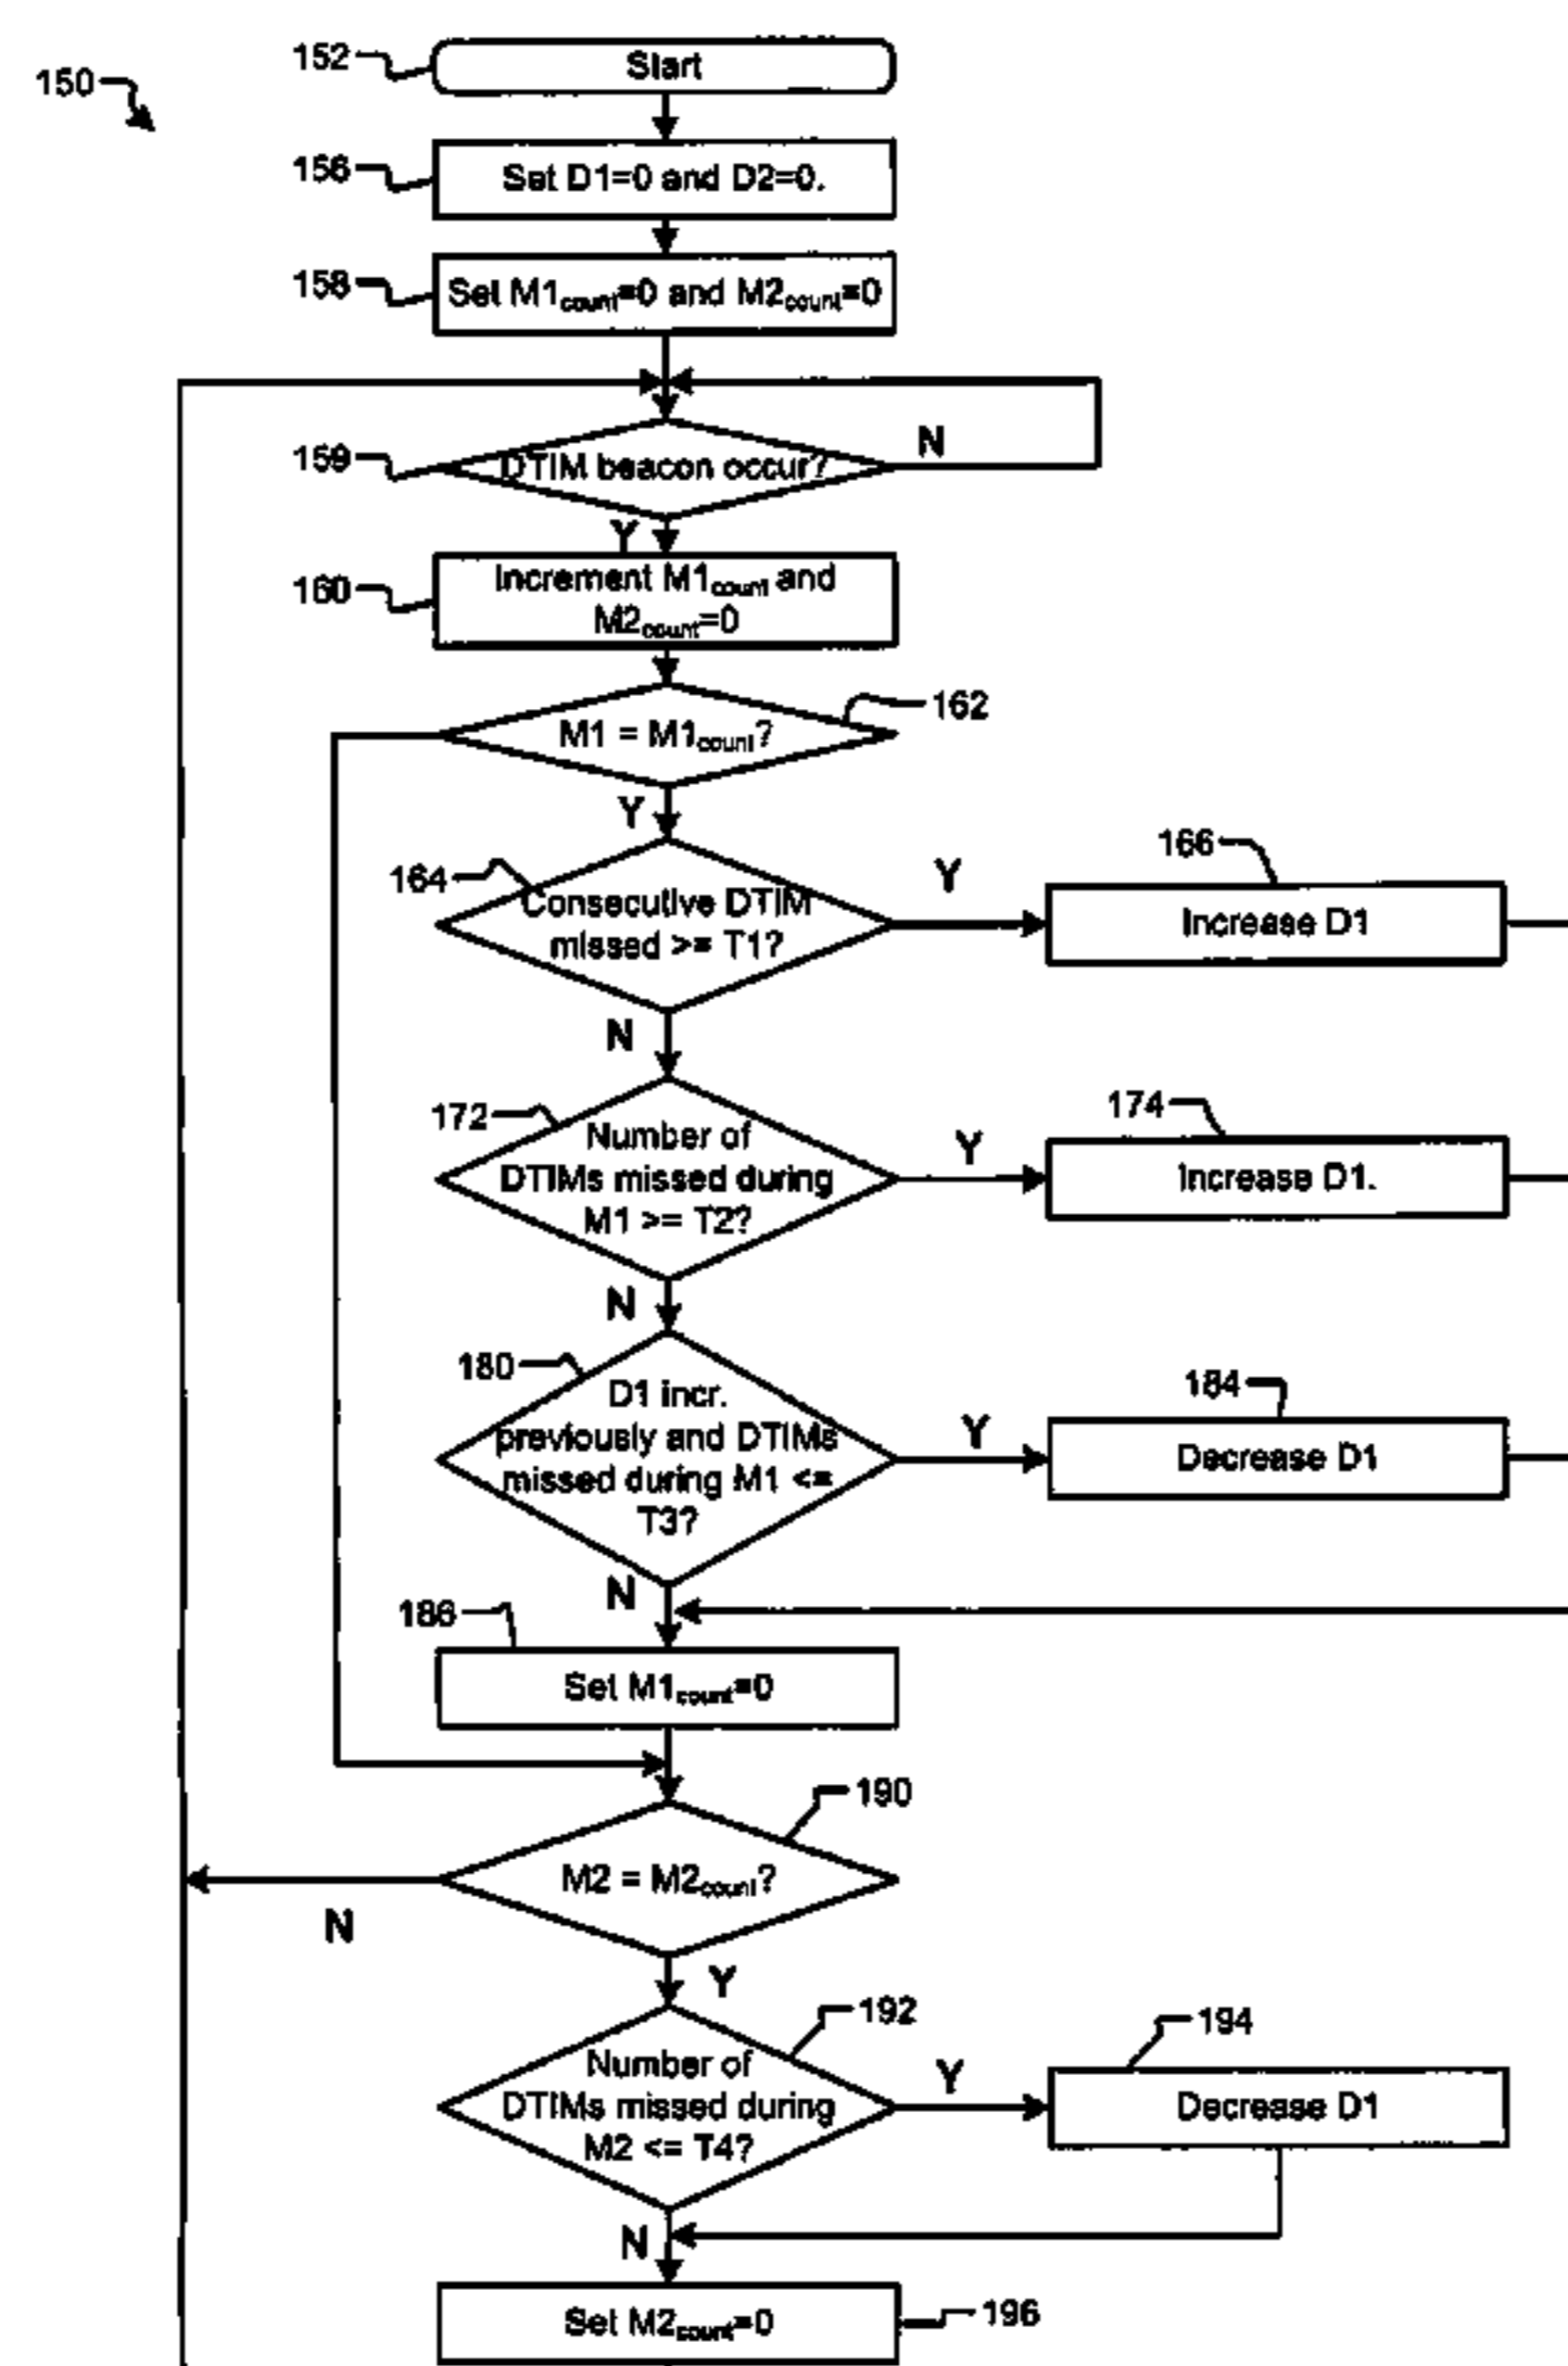 150
152
Start
156
Set D1=0 and D2=0.
158
Set M1count=0 and M2count=0
159
DTIM beacon occur?
N
Y
160
Increment M1count and
M2count=0
162
M1 = M1count?
Y
164
Consecutive DTIM
missed >= T1?
Y
166
Increase D1
N
172
Number of
DTIMs missed during
M1 >= T2?
Y
174
Increase D1.
N
180
D1 incr.
previously and DTIMs
missed during M1 <=
T3?
Y
184
Decrease D1
N
186
Set M1count=0
190
M2 = M2count?
N
Y
192
Number of
DTIMs missed during
M2 <= T4?
Y
194
Decrease D1
N
Set M2count=0
196